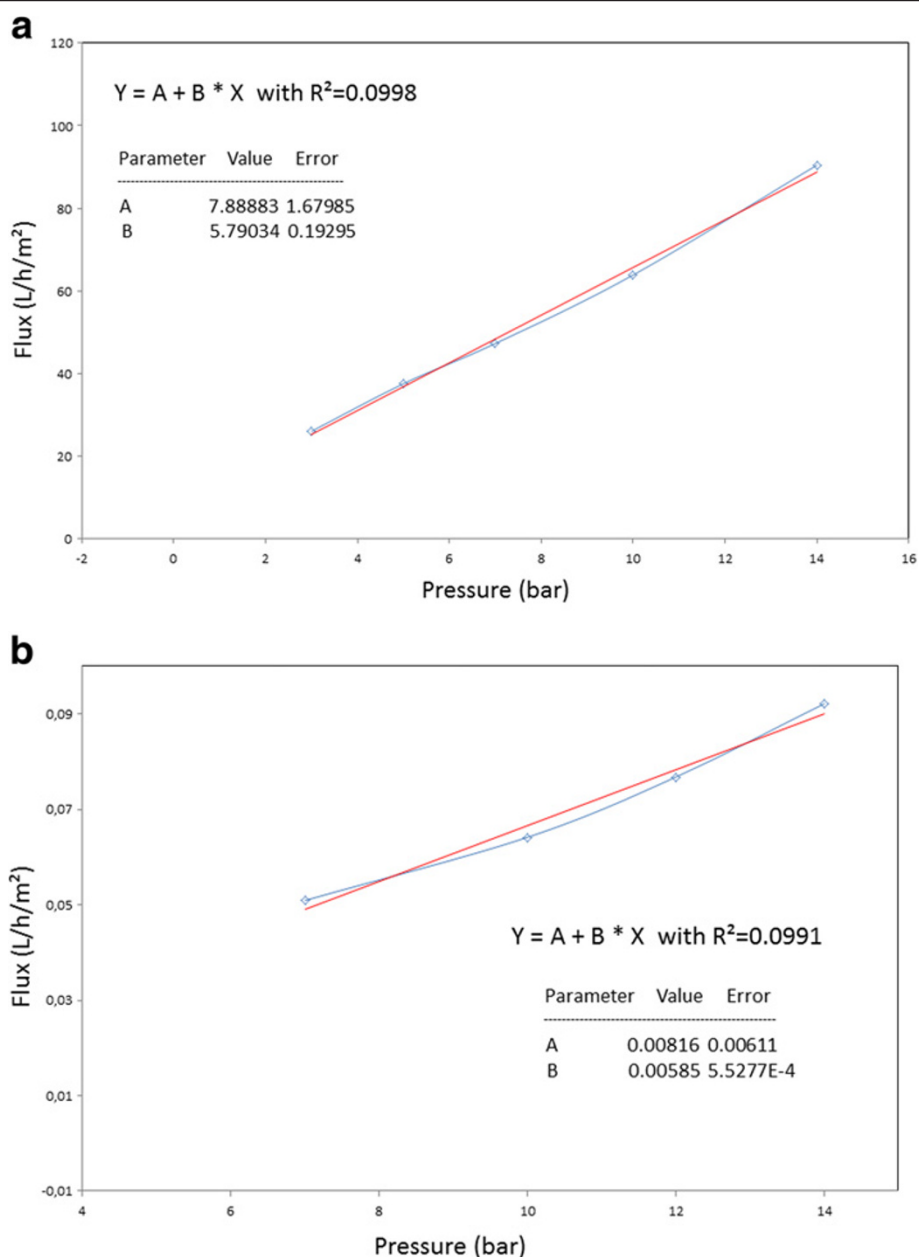 a
120
Y = A + B * X with R²=0.0998
100
Parameter Value Error
-----------------------------------------------
A 7.88883 1.67985
B 5.79034 0.19295
80
60
40
20
0
Flux (L/h/m²)
-2 0 2 4 6 8 10 12 14 16
Pressure (bar)
b
0,09
0,07
0,05
0,03
0,01
-0,01
Flux (L/h/m²)
Y = A + B * X with R²=0.0991
Parameter Value Error
------------------------------------------------
A 0.00816 0.00611
B 0.00585 5.5277E-4
4 6 8 10 12 14
Pressure (bar)